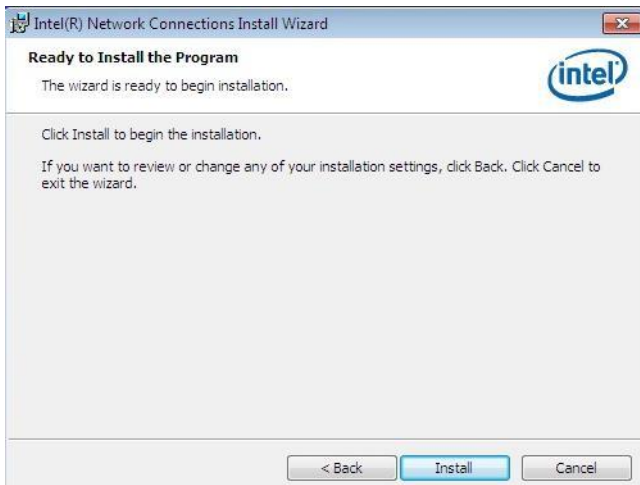 Intel(R) Network Connections Install Wizard
Ready to Install the Program
The wizard is ready to begin installation.
intel
Click Install to begin the installation.
If you want to review or change any of your installation settings, click Back. Click Cancel to
exit the wizard.
< Back
Install
Cancel